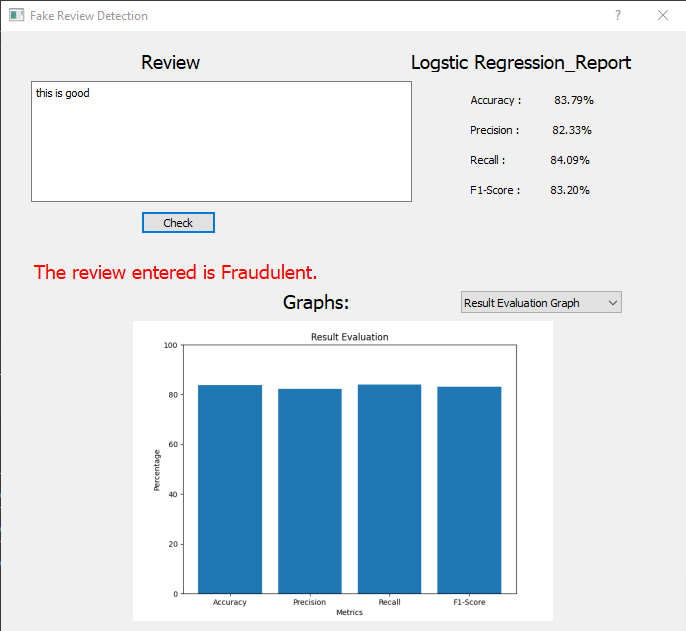 Fake Review Detection
?
Review
Logstic Regression_Report
this is good
Accuracy : 83.79%
Precision : 82.33%
Recall : 84.09%
F1-Score : 83.20%
Check
The review entered is Fraudulent.
Graphs:
Result Evaluation Graph
Result Evaluation
100
80
60
40
20
0
Percentage
Accuracy Precision Recall F1-Score
Metrics